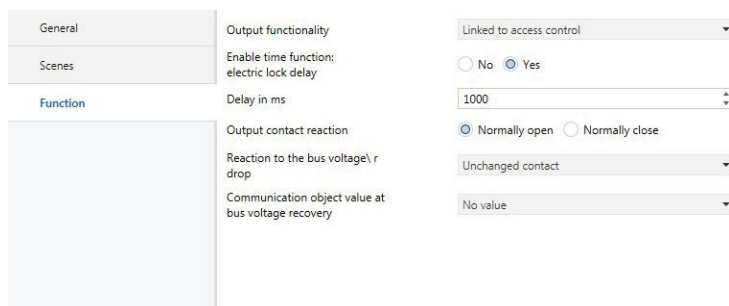 General
Scenes
Function
Output functionality
Linked to access control
Enable time function:
electric lock delay
No Yes
Delay in ms
1000
Output contact reaction
Normally open Normally close
Reaction to the bus voltage\ r
drop
Unchanged contact
Communication object value at
bus voltage recovery
No value